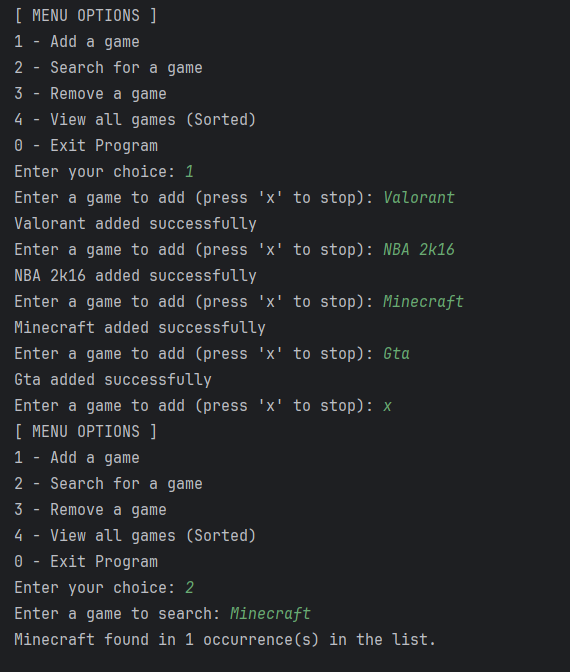 [ MENU OPTIONS ]
1 - Add a game
2 - Search for a game
3 - Remove a game
4 - View all games (Sorted)
0 - Exit Program
Enter your choice: 1
Enter a game to add (press 'x' to stop): Valorant
Valorant added successfully
Enter a game to add (press 'x' to stop): NBA 2k16
NBA 2k16 added successfully
Enter a game to add (press 'x' to stop): Minecraft
Minecraft added successfully
Enter a game to add (press 'x' to stop): Gta
Gta added successfully
Enter a game to add (press 'x' to stop): x
[ MENU OPTIONS ]
1 - Add a game
2 - Search for a game
3 - Remove a game
4 - View all games (Sorted)
0 - Exit Program
Enter your choice: 2
Enter a game to search: Minecraft
Minecraft found in 1 occurrence(s) in the list.